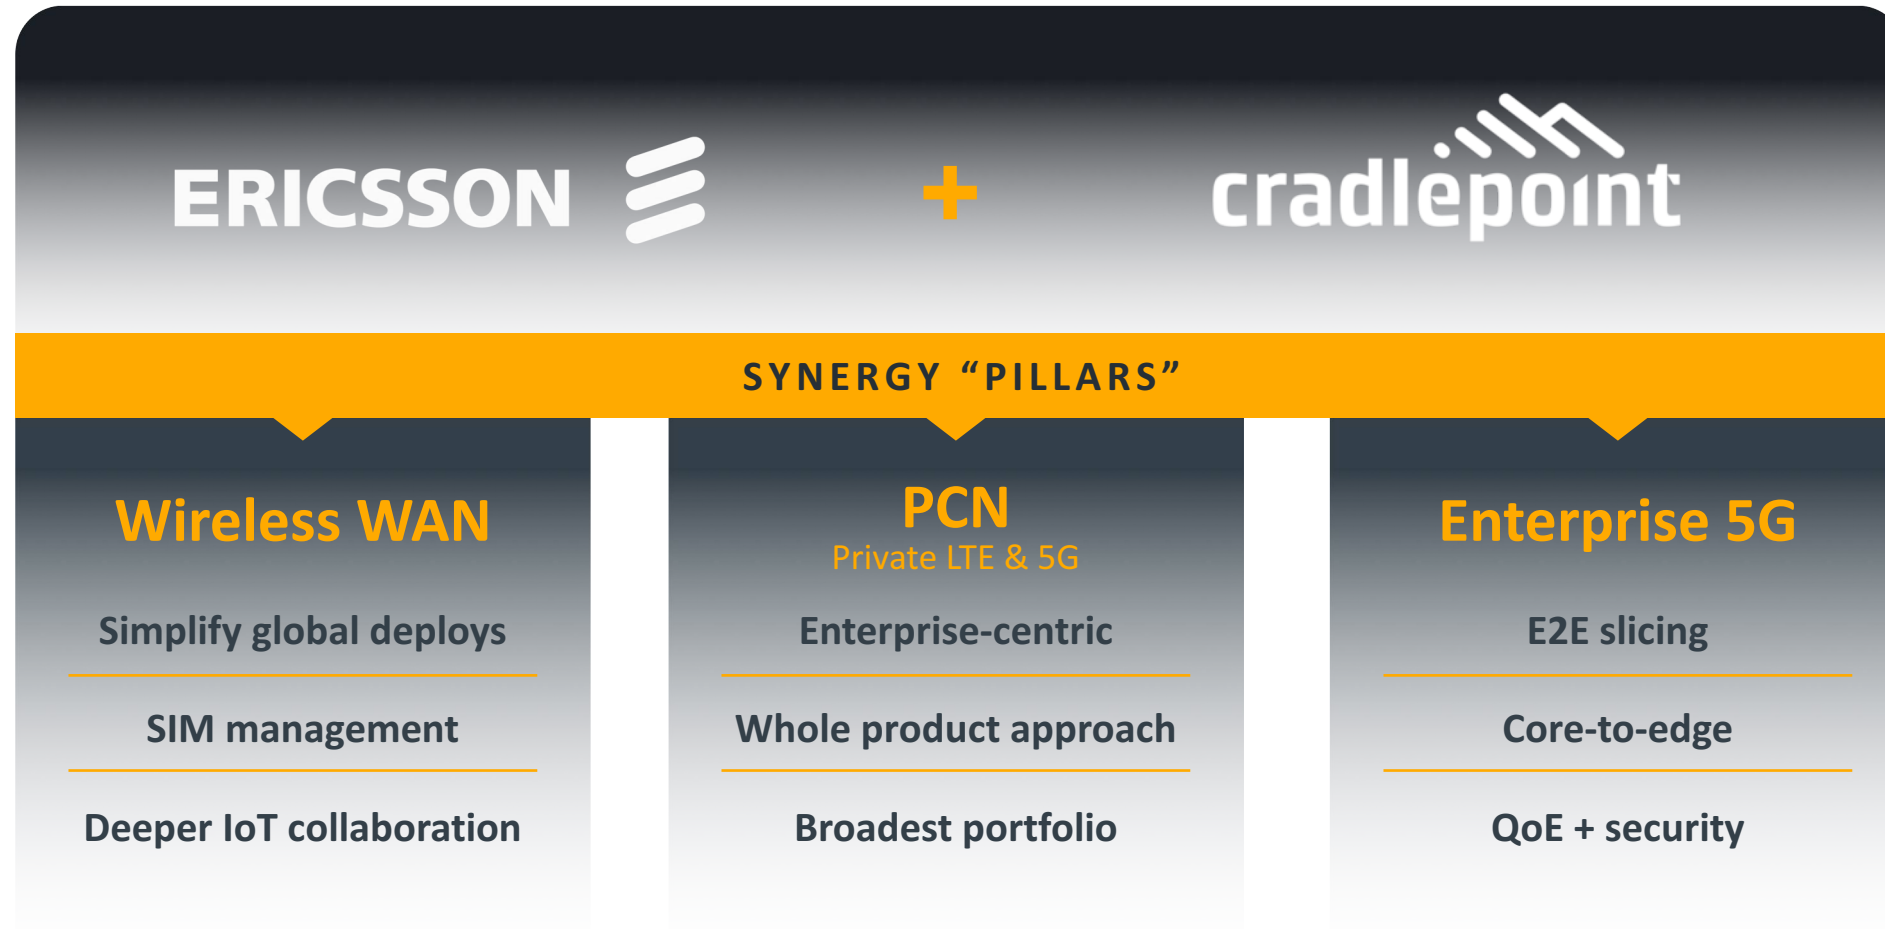 ERICSSON + cradlepoint
SYNERGY “PILLARS”
Wireless WAN
Simplify global deploys
SIM management
Deeper IoT collaboration
PCN
Private LTE & 5G
Enterprise-centric
Whole product approach
Broadest portfolio
Enterprise 5G
E2E slicing
Core-to-edge
QoE + security